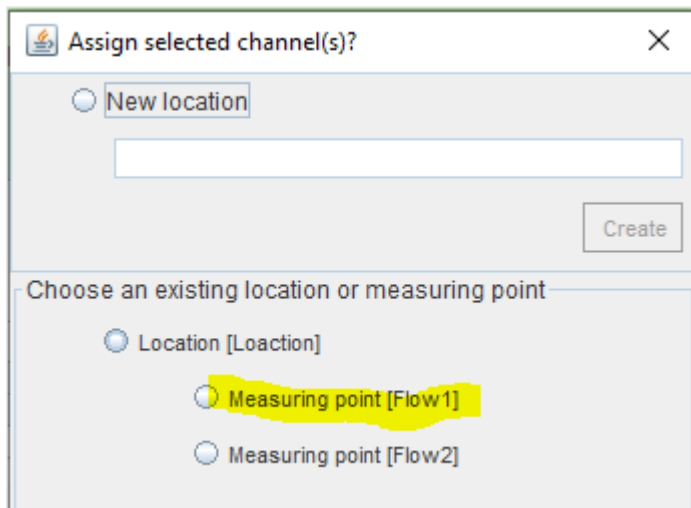 Assign selected channel(s)?
New location
Create
Choose an existing location or measuring point
Location [Loaction]
Measuring point [Flow1]
Measuring point [Flow2]